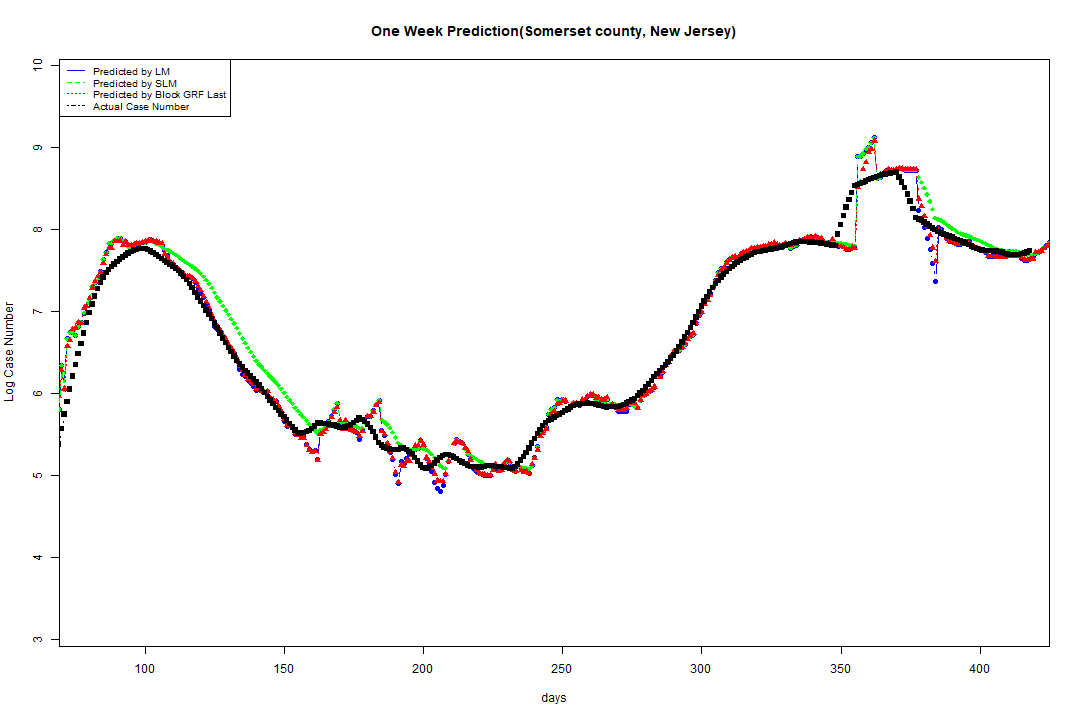 One Week Prediction(Somerset county, New Jersey)
Predicted by LM
Predicted by SLM
Predicted by Block GRF Last
Actual Case Number
10
9
8
7
6
5
4
3
Log Case Number
100 150 200 250 300 350 400
days